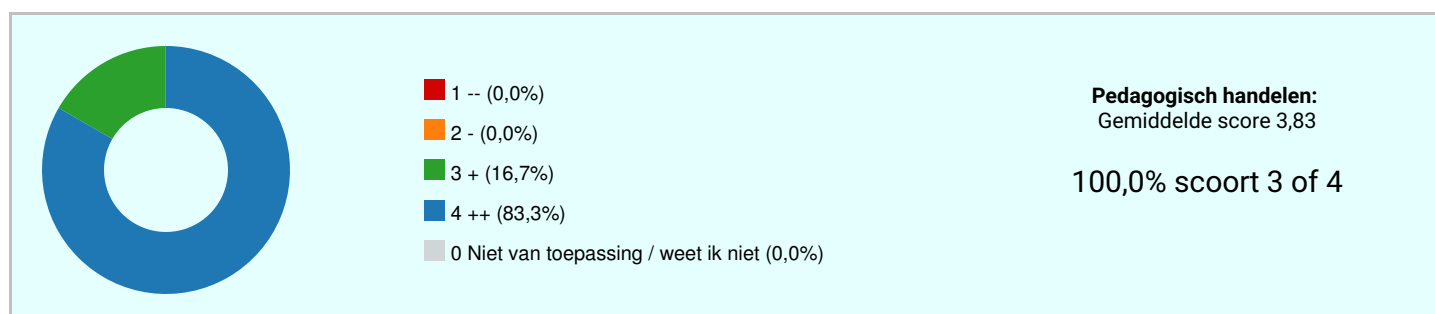 1 -- (0,0%)
2 - (0,0%)
3 + (16,7%)
4 ++ (83,3%)
0 Niet van toepassing / weet ik niet (0,0%)
Pedagogisch handelen:
Gemiddelde score 3,83
100,0% scoort 3 of 4